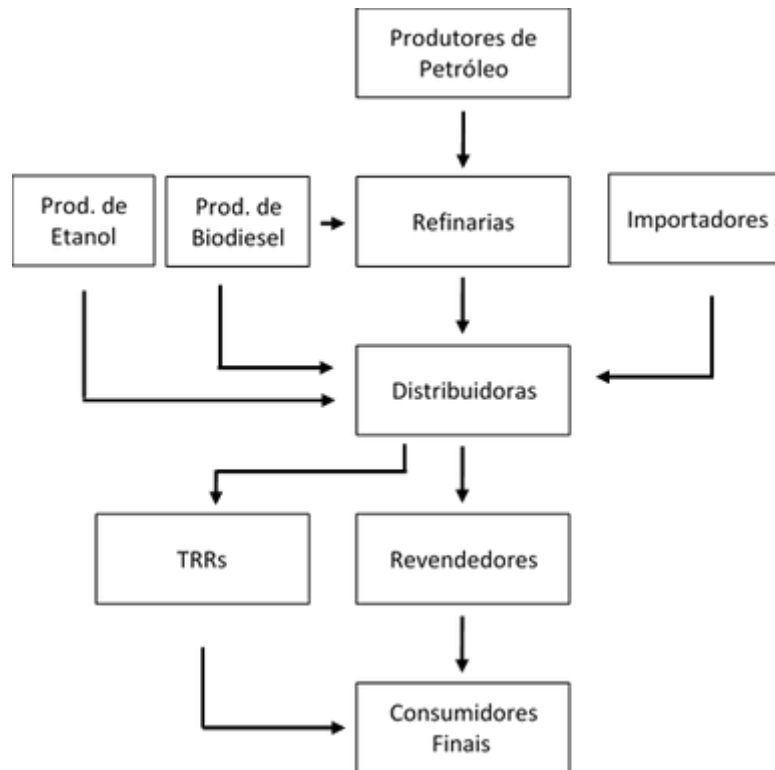 Produtores de
Petróleo
Prod. de
Etanol
Prod. de
Biodiesel
Refinarias
Importadores
Distribuidoras
TRRs
Revendedores
Consumidores
Finais